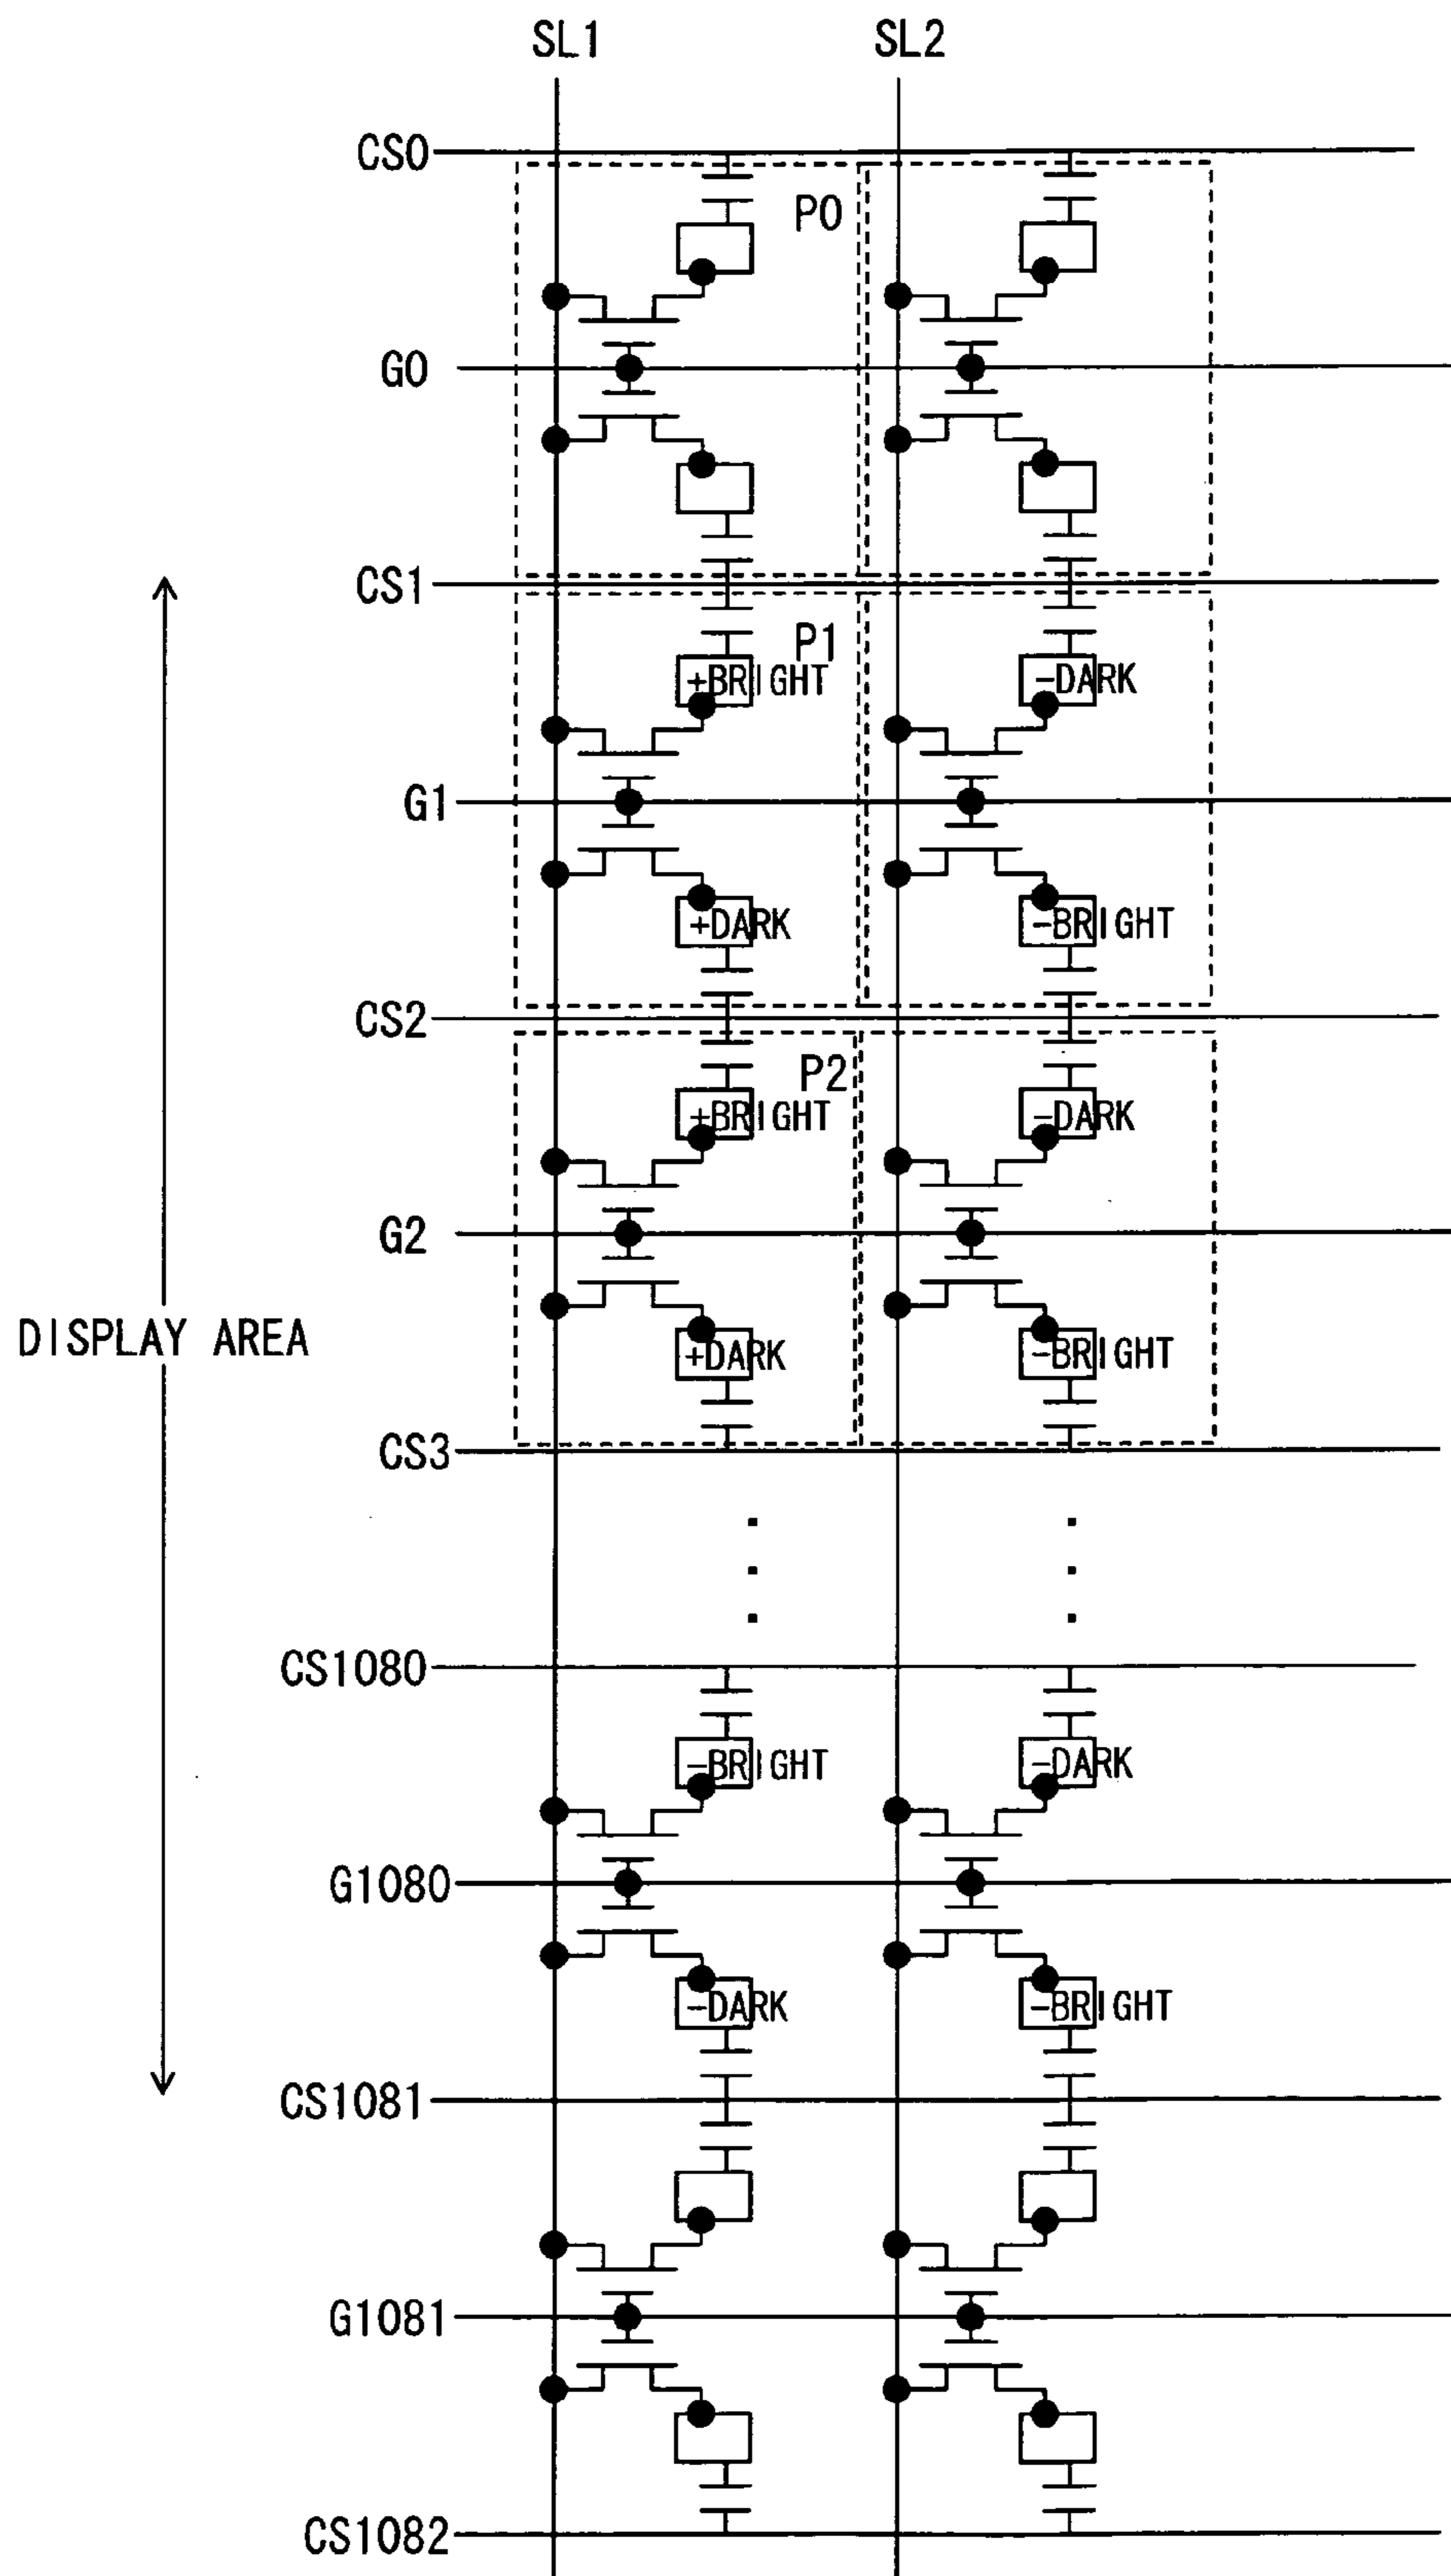 SL1 SL2
CS0
P0
G0
CS1
P1
+BRIGHT -DARK
G1
+DARK -BRIGHT
CS2
P2
+BRIGHT -DARK
G2
DISPLAY AREA
+DARK -BRIGHT
CS3
CS1080
-BRIGHT -DARK
G1080
-DARK -BRIGHT
CS1081
G1081
CS1082